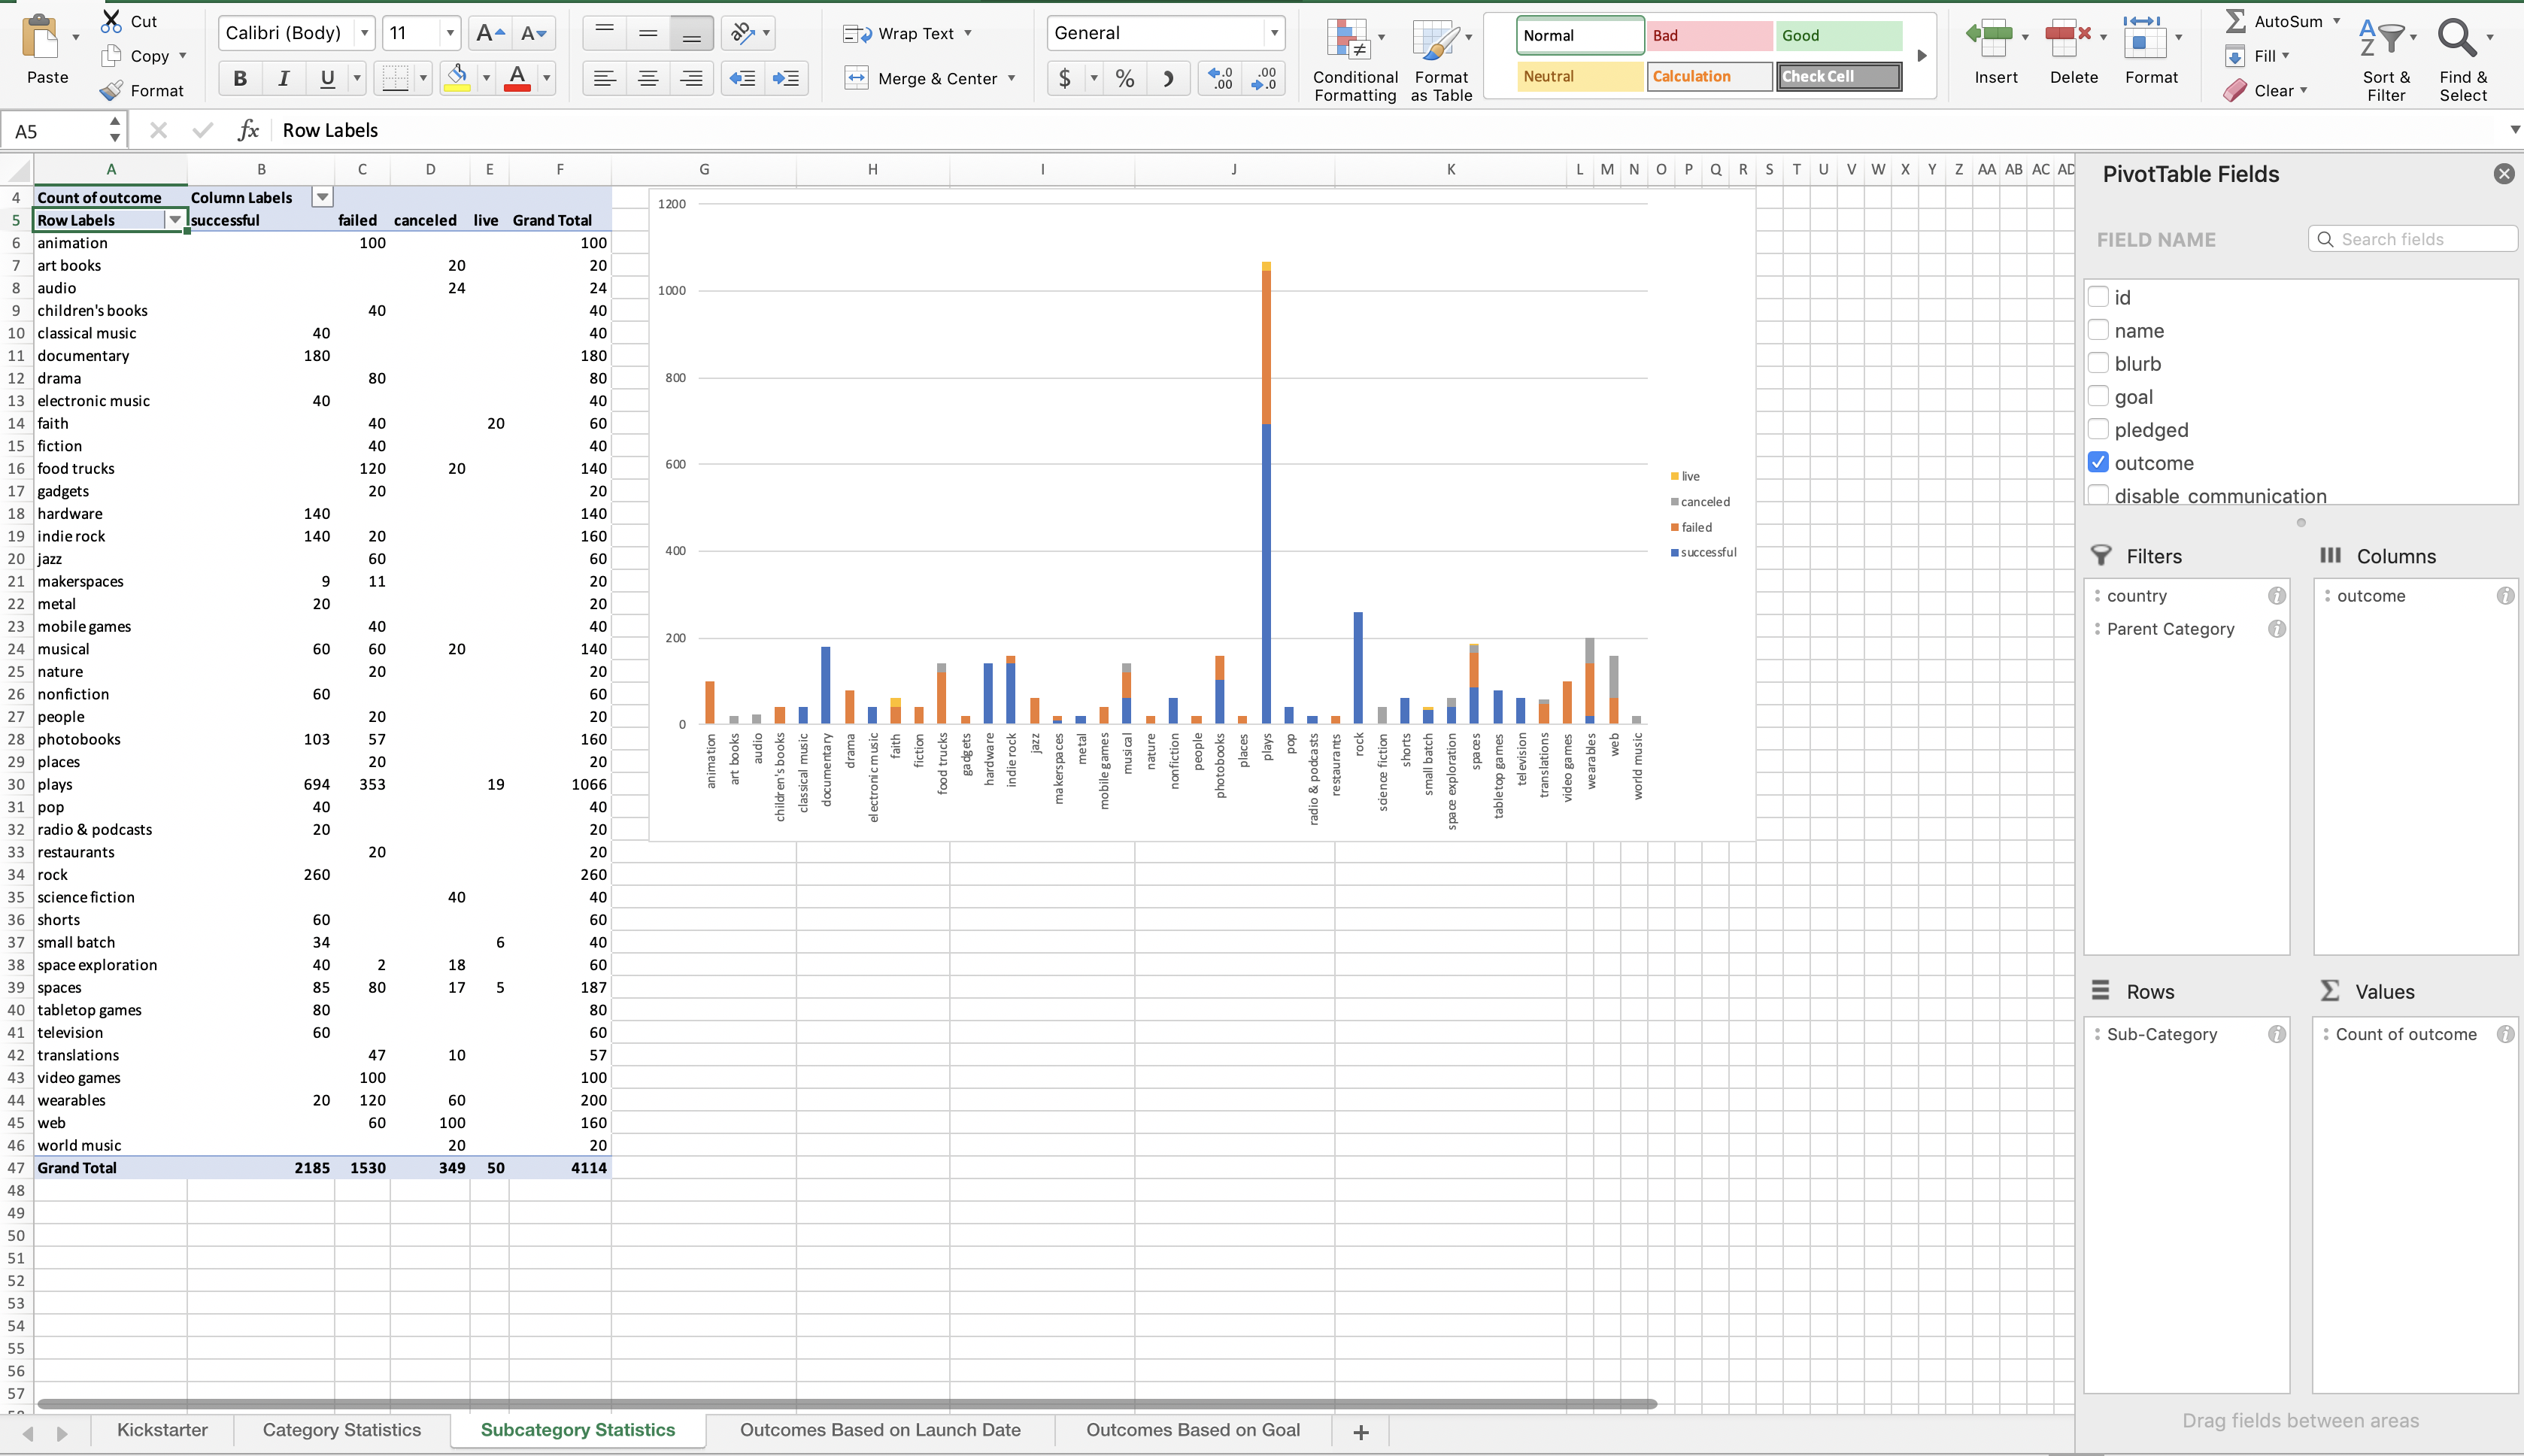 Paste
Cut
Copy
Format
Calibri (Body) 11 A A
B I U A
Wrap Text
Merge & Center
General
$ % .0 .00 .00 .0
Conditional Formatting
Format as Table
Normal Bad Good
Neutral Calculation Check Cell
Insert Delete Format
AutoSum
Fill
Clear
Sort & Filter
Find & Select
A5 fx Row Labels
A B C D E F G H I J K L M N O P Q R S T U V W X Y Z AA AB AC AD
4 Count of outcome Column Labels
5 Row Labels successful failed canceled live Grand Total
6 animation 100 100
7 art books 20 20
8 audio 24 24
9 children's books 40 40
10 classical music 40 40
11 documentary 180 180
12 drama 80 80
13 electronic music 40 40
14 faith 40 20 60
15 fiction 40 40
16 food trucks 120 20 140
17 gadgets 20 20
18 hardware 140 140
19 indie rock 140 20 160
20 jazz 60 60
21 makerspaces 9 11 20
22 metal 20 20
23 mobile games 40 40
24 musical 60 60 20 140
25 nature 20 20
26 nonfiction 60 60
27 people 20 20
28 photobooks 103 57 160
29 places 20 20
30 plays 694 353 19 1066
31 pop 40 40
32 radio & podcasts 20 20
33 restaurants 20 20
34 rock 260 260
35 science fiction 40 40
36 shorts 60 60
37 small batch 34 6 40
38 space exploration 40 2 18 60
39 spaces 85 80 17 5 187
40 tabletop games 80 80
41 television 60 60
42 translations 47 10 57
43 video games 100 100
44 wearables 20 120 60 200
45 web 60 100 160
46 world music 20 20
47 Grand Total 2185 1530 349 50 4114
48
49
50
51
52
53
54
55
56
57
1200
1000
800
600
400
200
0
animation art books audio children's books classical music documentary drama electronic music faith fiction food trucks gadgets hardware indie rock jazz makerspaces metal mobile games musical nature nonfiction people photobooks places plays pop radio & podcasts restaurants rock science fiction shorts small batch space exploration spaces tabletop games television translations video games wearables web world music
live
canceled
failed
successful
PivotTable Fields
FIELD NAME Search fields
id
name
blurb
goal
pledged
outcome
disable_communication
Filters
country
Parent Category
Columns
outcome
Rows
Sub-Category
Values
Count of outcome
Drag fields between areas
Kickstarter Category Statistics Subcategory Statistics Outcomes Based on Launch Date Outcomes Based on Goal +